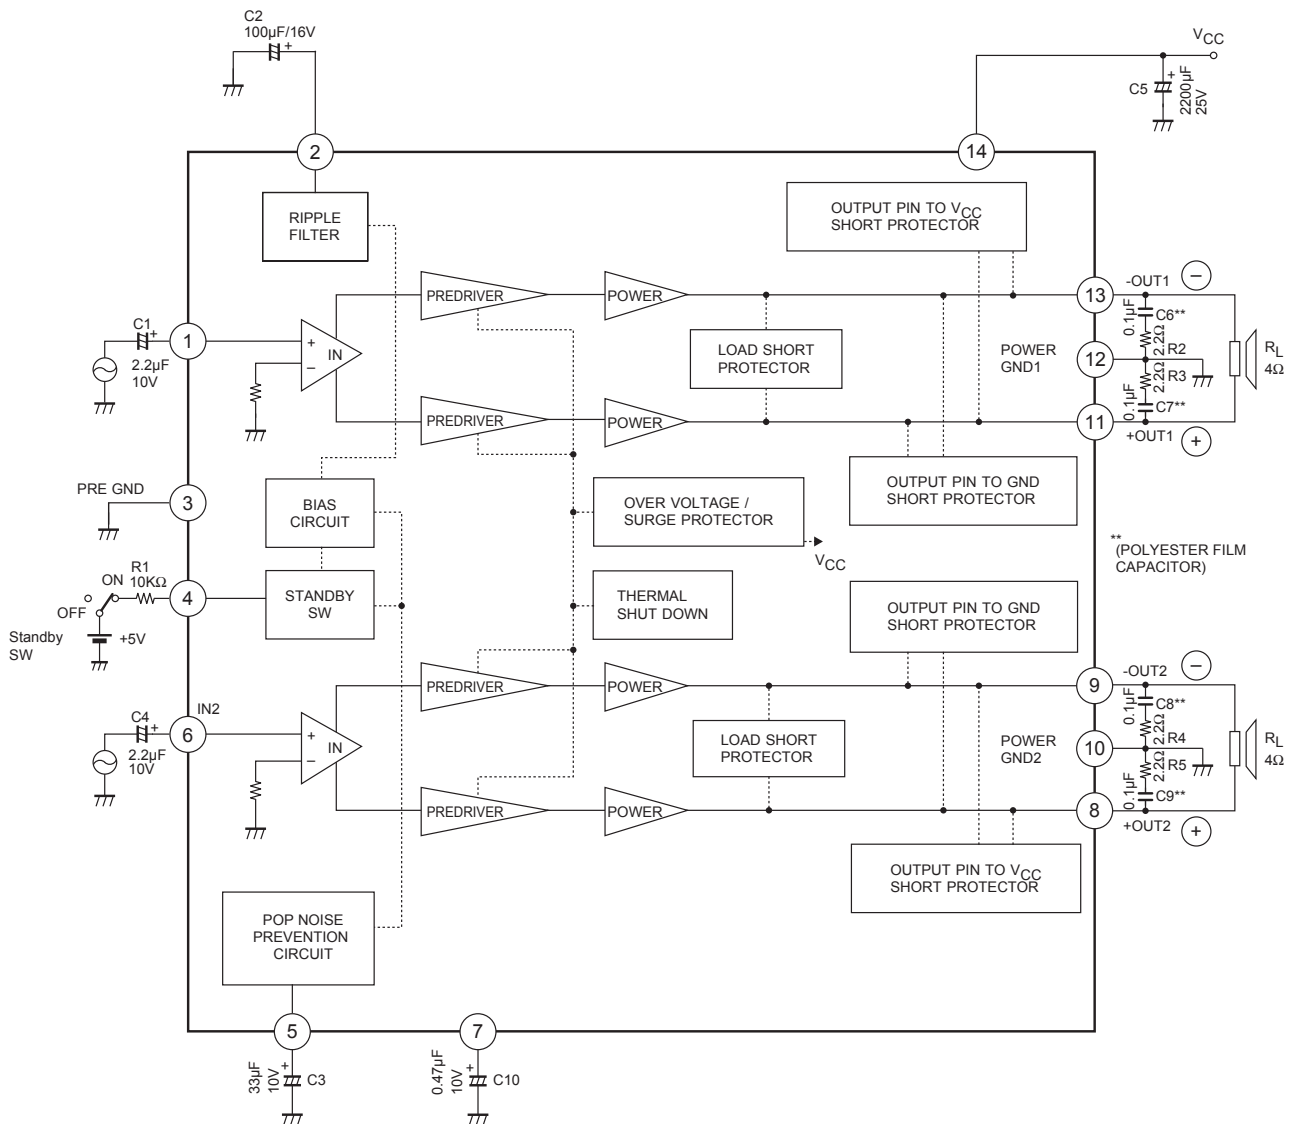 C2
100μF/16V
+
VCC
C5
+
2200μF
25V
2
14
RIPPLE
FILTER
OUTPUT PIN TO VCC
SHORT PROTECTOR
PREDRIVER
POWER
13
-OUT1
−
C1
+
2.2μF
10V
1
+
−
IN
LOAD SHORT
PROTECTOR
POWER
GND1
12
0.1μF
C6**
2.2Ω
R2
2.2Ω
R3
0.1μF
C7**
RL
4Ω
PREDRIVER
POWER
11
+OUT1
+
PRE GND
3
BIAS
CIRCUIT
OVER VOLTAGE /
SURGE PROTECTOR
VCC
OUTPUT PIN TO GND
SHORT PROTECTOR
**
(POLYESTER FILM
CAPACITOR)
ON
R1
10KΩ
OFF
4
Standby
SW
+5V
STANDBY
SW
THERMAL
SHUT DOWN
OUTPUT PIN TO GND
SHORT PROTECTOR
PREDRIVER
POWER
9
-OUT2
−
C4
+
2.2μF
10V
IN2
6
+
−
IN
LOAD SHORT
PROTECTOR
POWER
GND2
10
0.1μF
C8**
2.2Ω
R4
2.2Ω
R5
0.1μF
C9**
RL
4Ω
PREDRIVER
POWER
8
+OUT2
+
OUTPUT PIN TO VCC
SHORT PROTECTOR
POP NOISE
PREVENTION
CIRCUIT
5
7
33μF
10V
+
C3
0.47μF
10V
+
C10